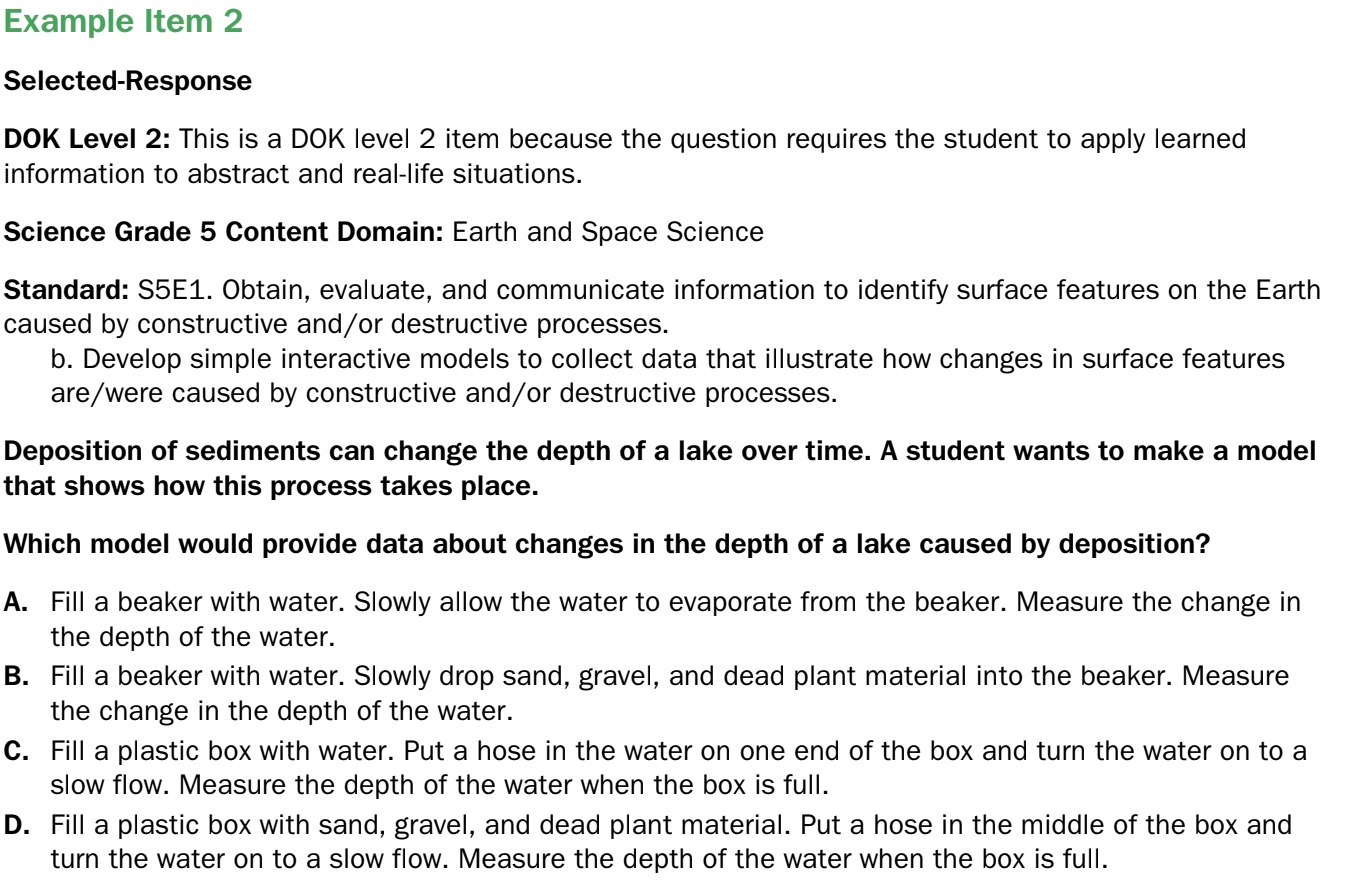 Example Item 2
Selected-Response
DOK Level 2: This is a DOK level 2 item because the question requires the student to apply learned
information to abstract and real-life situations.
Science Grade 5 Content Domain: Earth and Space Science
Standard: S5E1. Obtain, evaluate, and communicate information to identify surface features on the Earth
caused by constructive and/or destructive processes.
b. Develop simple interactive models to collect data that illustrate how changes in surface features
are/were caused by constructive and/or destructive processes.
Deposition of sediments can change the depth of a lake over time. A student wants to make a model
that shows how this process takes place.
Which model would provide data about changes in the depth of a lake caused by deposition?
A. Fill a beaker with water. Slowly allow the water to evaporate from the beaker. Measure the change in
the depth of the water.
B. Fill a beaker with water. Slowly drop sand, gravel, and dead plant material into the beaker. Measure
the change in the depth of the water.
C. Fill a plastic box with water. Put a hose in the water on one end of the box and turn the water on to a
slow flow. Measure the depth of the water when the box is full.
D. Fill a plastic box with sand, gravel, and dead plant material. Put a hose in the middle of the box and
turn the water on to a slow flow. Measure the depth of the water when the box is full.